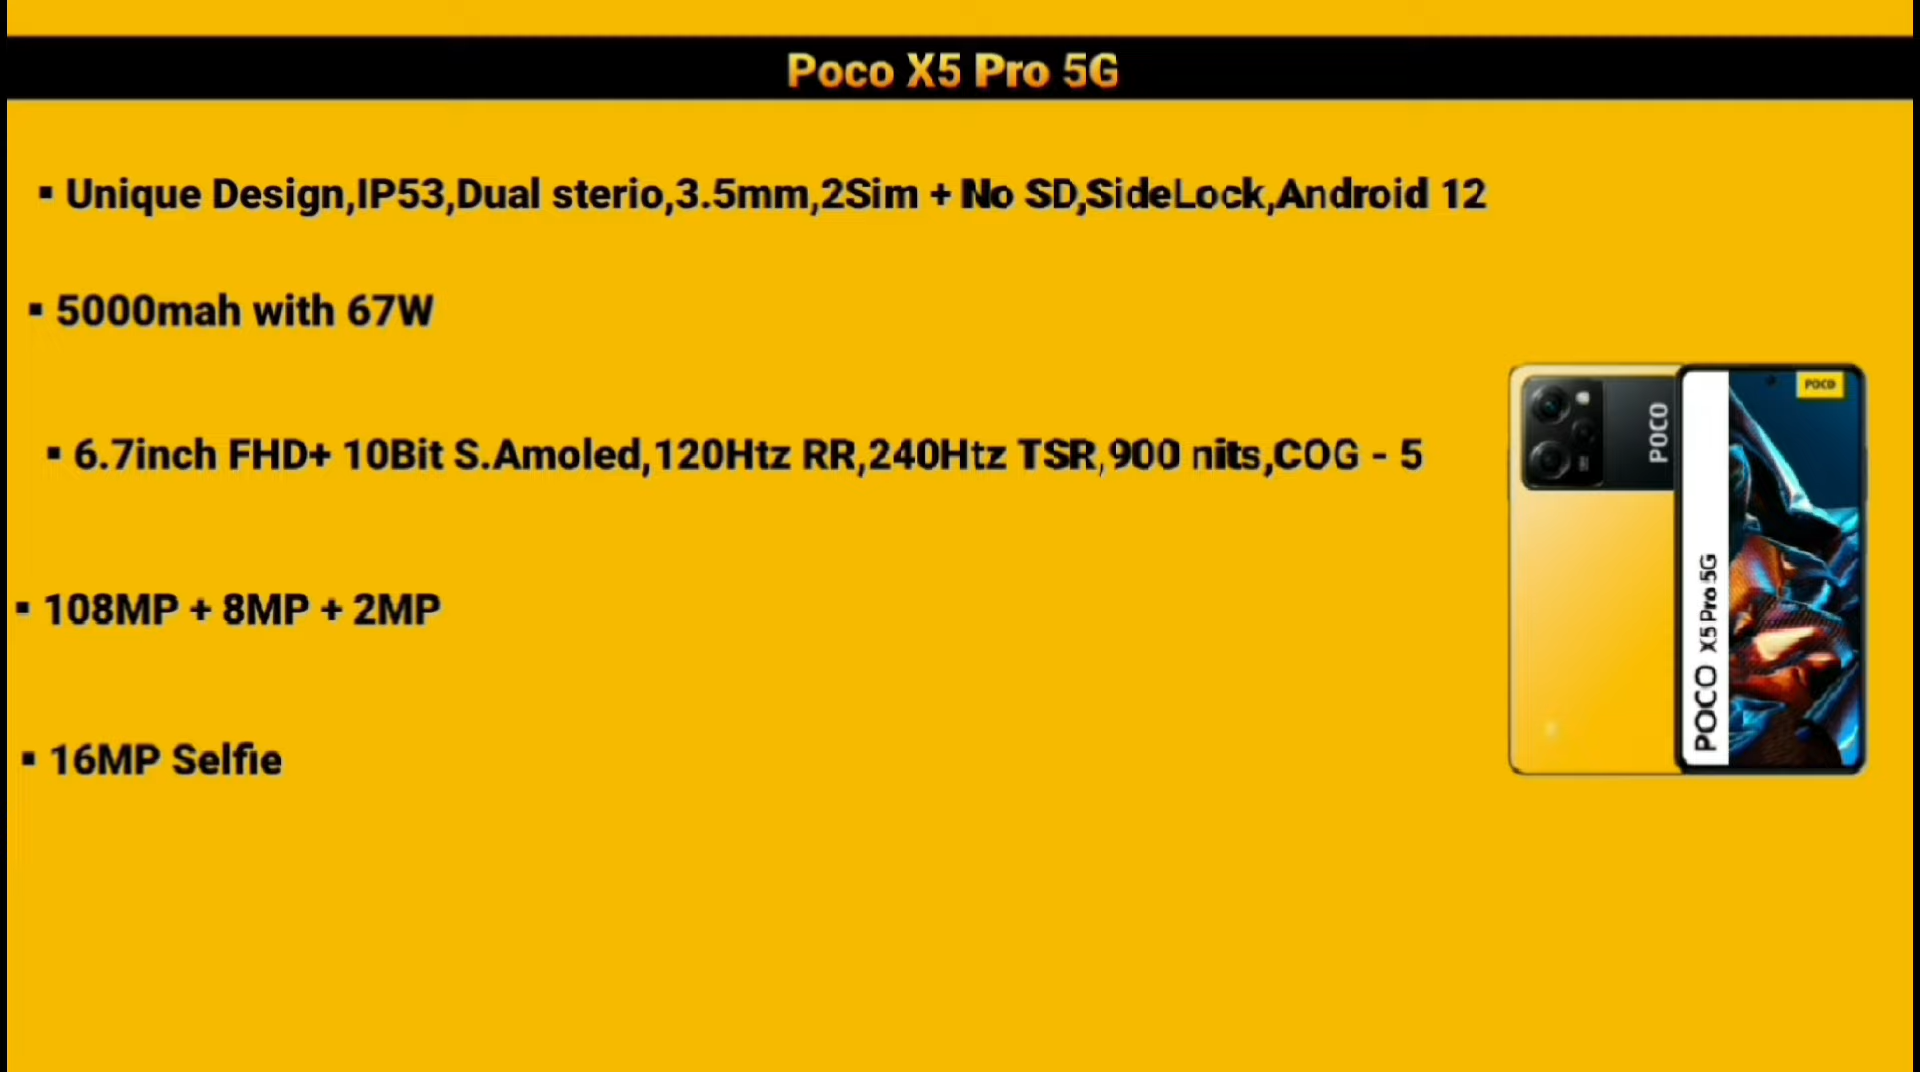 Poco X5 Pro 5G
▪ Unique Design,IP53,Dual sterio,3.5mm,2Sim + No SD,SideLock,Android 12
▪ 5000mah with 67W
▪ 6.7inch FHD+ 10Bit S.Amoled,120Htz RR,240Htz TSR,900 nits,COG - 5
▪ 108MP + 8MP + 2MP
▪ 16MP Selfie
POCO
POCO
POCO X5 Pro 5G